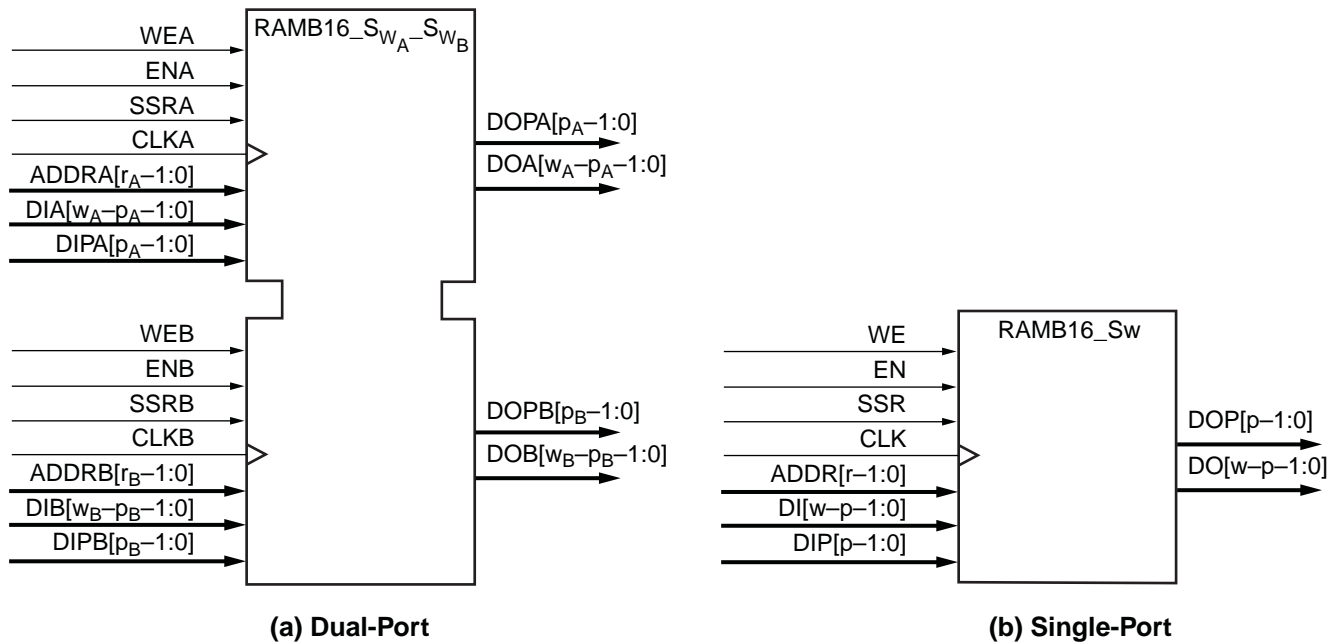 RAMB16_SWA_SWB
WEA
ENA
SSRA
CLKA
ADDRA[rA–1:0]
DIA[wA–pA–1:0]
DIPA[pA–1:0]
DOPA[pA–1:0]
DOA[wA–pA–1:0]
WEB
ENB
SSRB
CLKB
ADDRB[rB–1:0]
DIB[wB–pB–1:0]
DIPB[pB–1:0]
DOPB[pB–1:0]
DOB[wB–pB–1:0]
(a) Dual-Port
RAMB16_Sw
WE
EN
SSR
CLK
ADDR[r–1:0]
DI[w–p–1:0]
DIP[p–1:0]
DOP[p–1:0]
DO[w–p–1:0]
(b) Single-Port